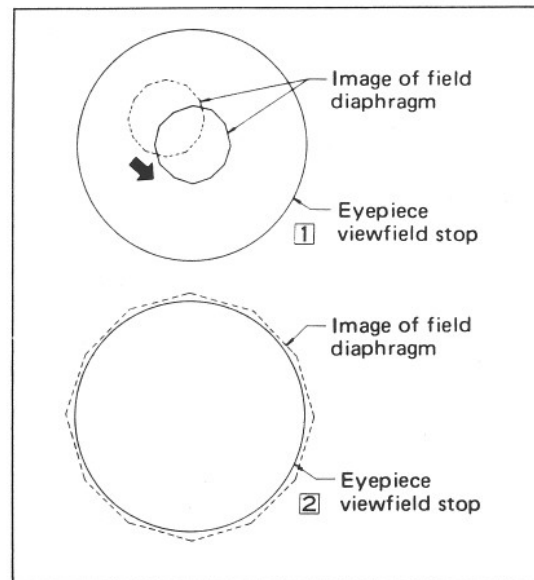 Image of field
diaphragm
Eyepiece
1 viewfield stop
Image of field
diaphragm
Eyepiece
2 viewfield stop